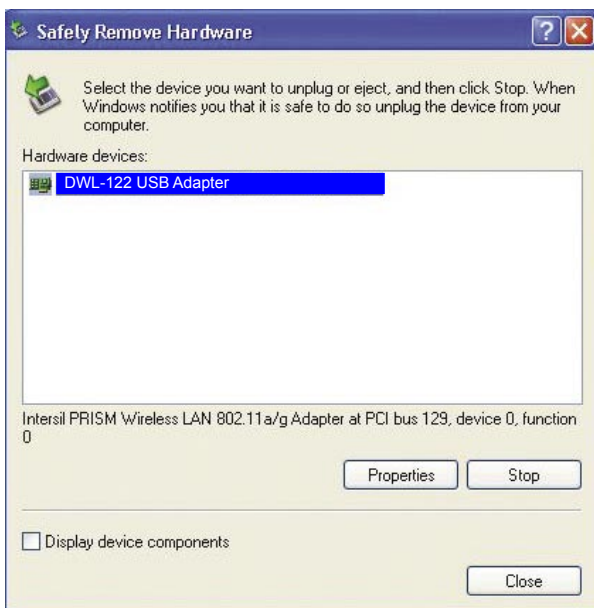 Safely Remove Hardware
Select the device you want to unplug or eject, and then click Stop. When
Windows notifies you that it is safe to do so unplug the device from your
computer.
Hardware devices:
DWL-122 USB Adapter
Intersil PRISM Wireless LAN 802.11a/g Adapter at PCI bus 129, device 0, function
0
Properties Stop
Display device components
Close